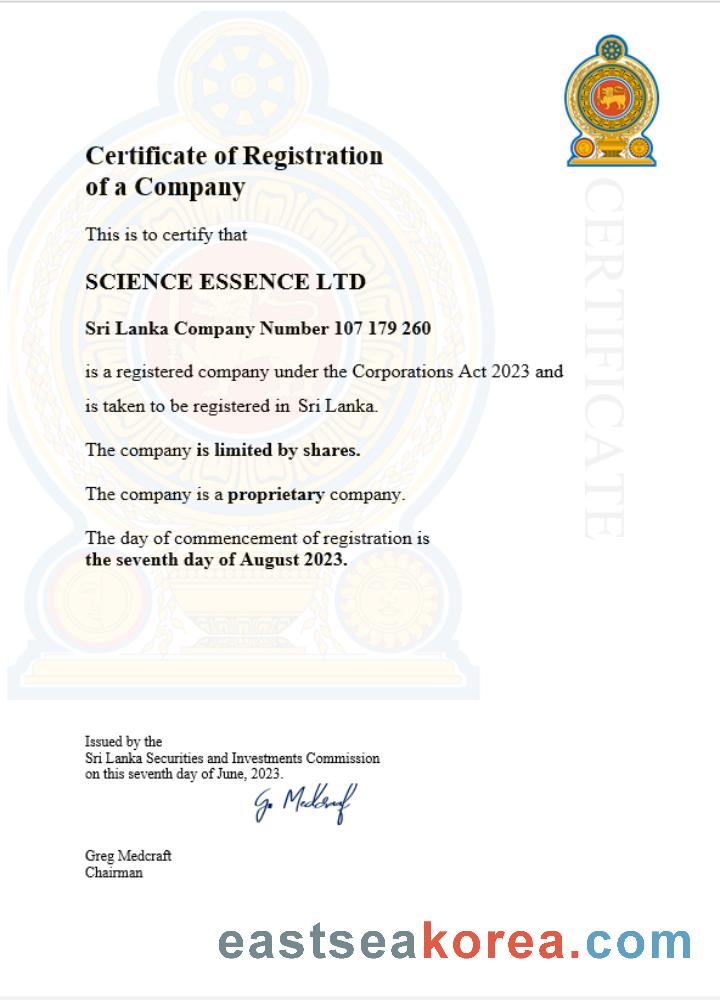 Certificate of Registration
of a Company
This is to certify that
SCIENCE ESSENCE LTD
Sri Lanka Company Number 107 179 260
is a registered company under the Corporations Act 2023 and
is taken to be registered in Sri Lanka.
The company is limited by shares.
The company is a proprietary company.
The day of commencement of registration is
the seventh day of August 2023.
CERTIFICATE
Issued by the
Sri Lanka Securities and Investments Commission
on this seventh day of June, 2023.
G. Medcraft
Greg Medcraft
Chairman
eastseakorea.com